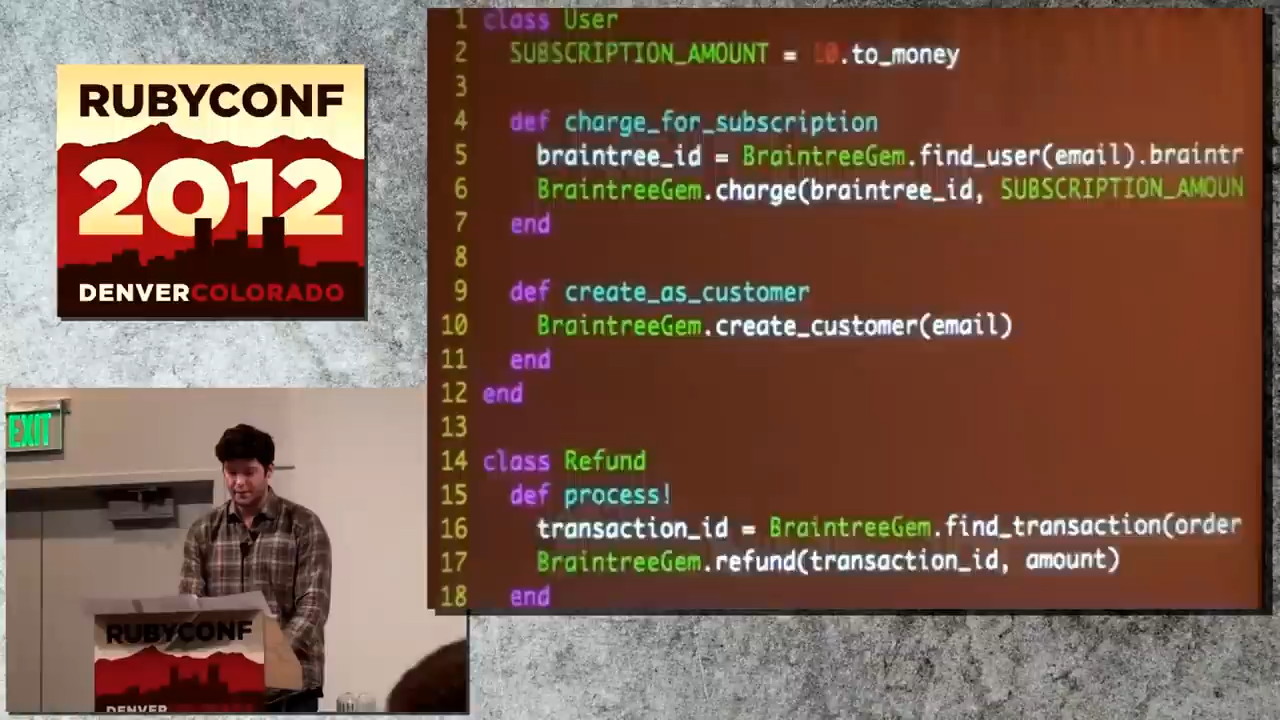 RUBYCONF
2012
DENVERCOLORADO
EXIT
RUBYCONF
DENVER
1 class User
2 SUBSCRIPTION_AMOUNT = 10.to_money
3
4 def charge_for_subscription
5 braintree_id = BraintreeGem.find_user(email).braintr
6 BraintreeGem.charge(braintree_id, SUBSCRIPTION_AMOUN
7 end
8
9 def create_as_customer
10 BraintreeGem.create_customer(email)
11 end
12 end
13
14 class Refund
15 def process!
16 transaction_id = BraintreeGem.find_transaction(order
17 BraintreeGem.refund(transaction_id, amount)
18 end